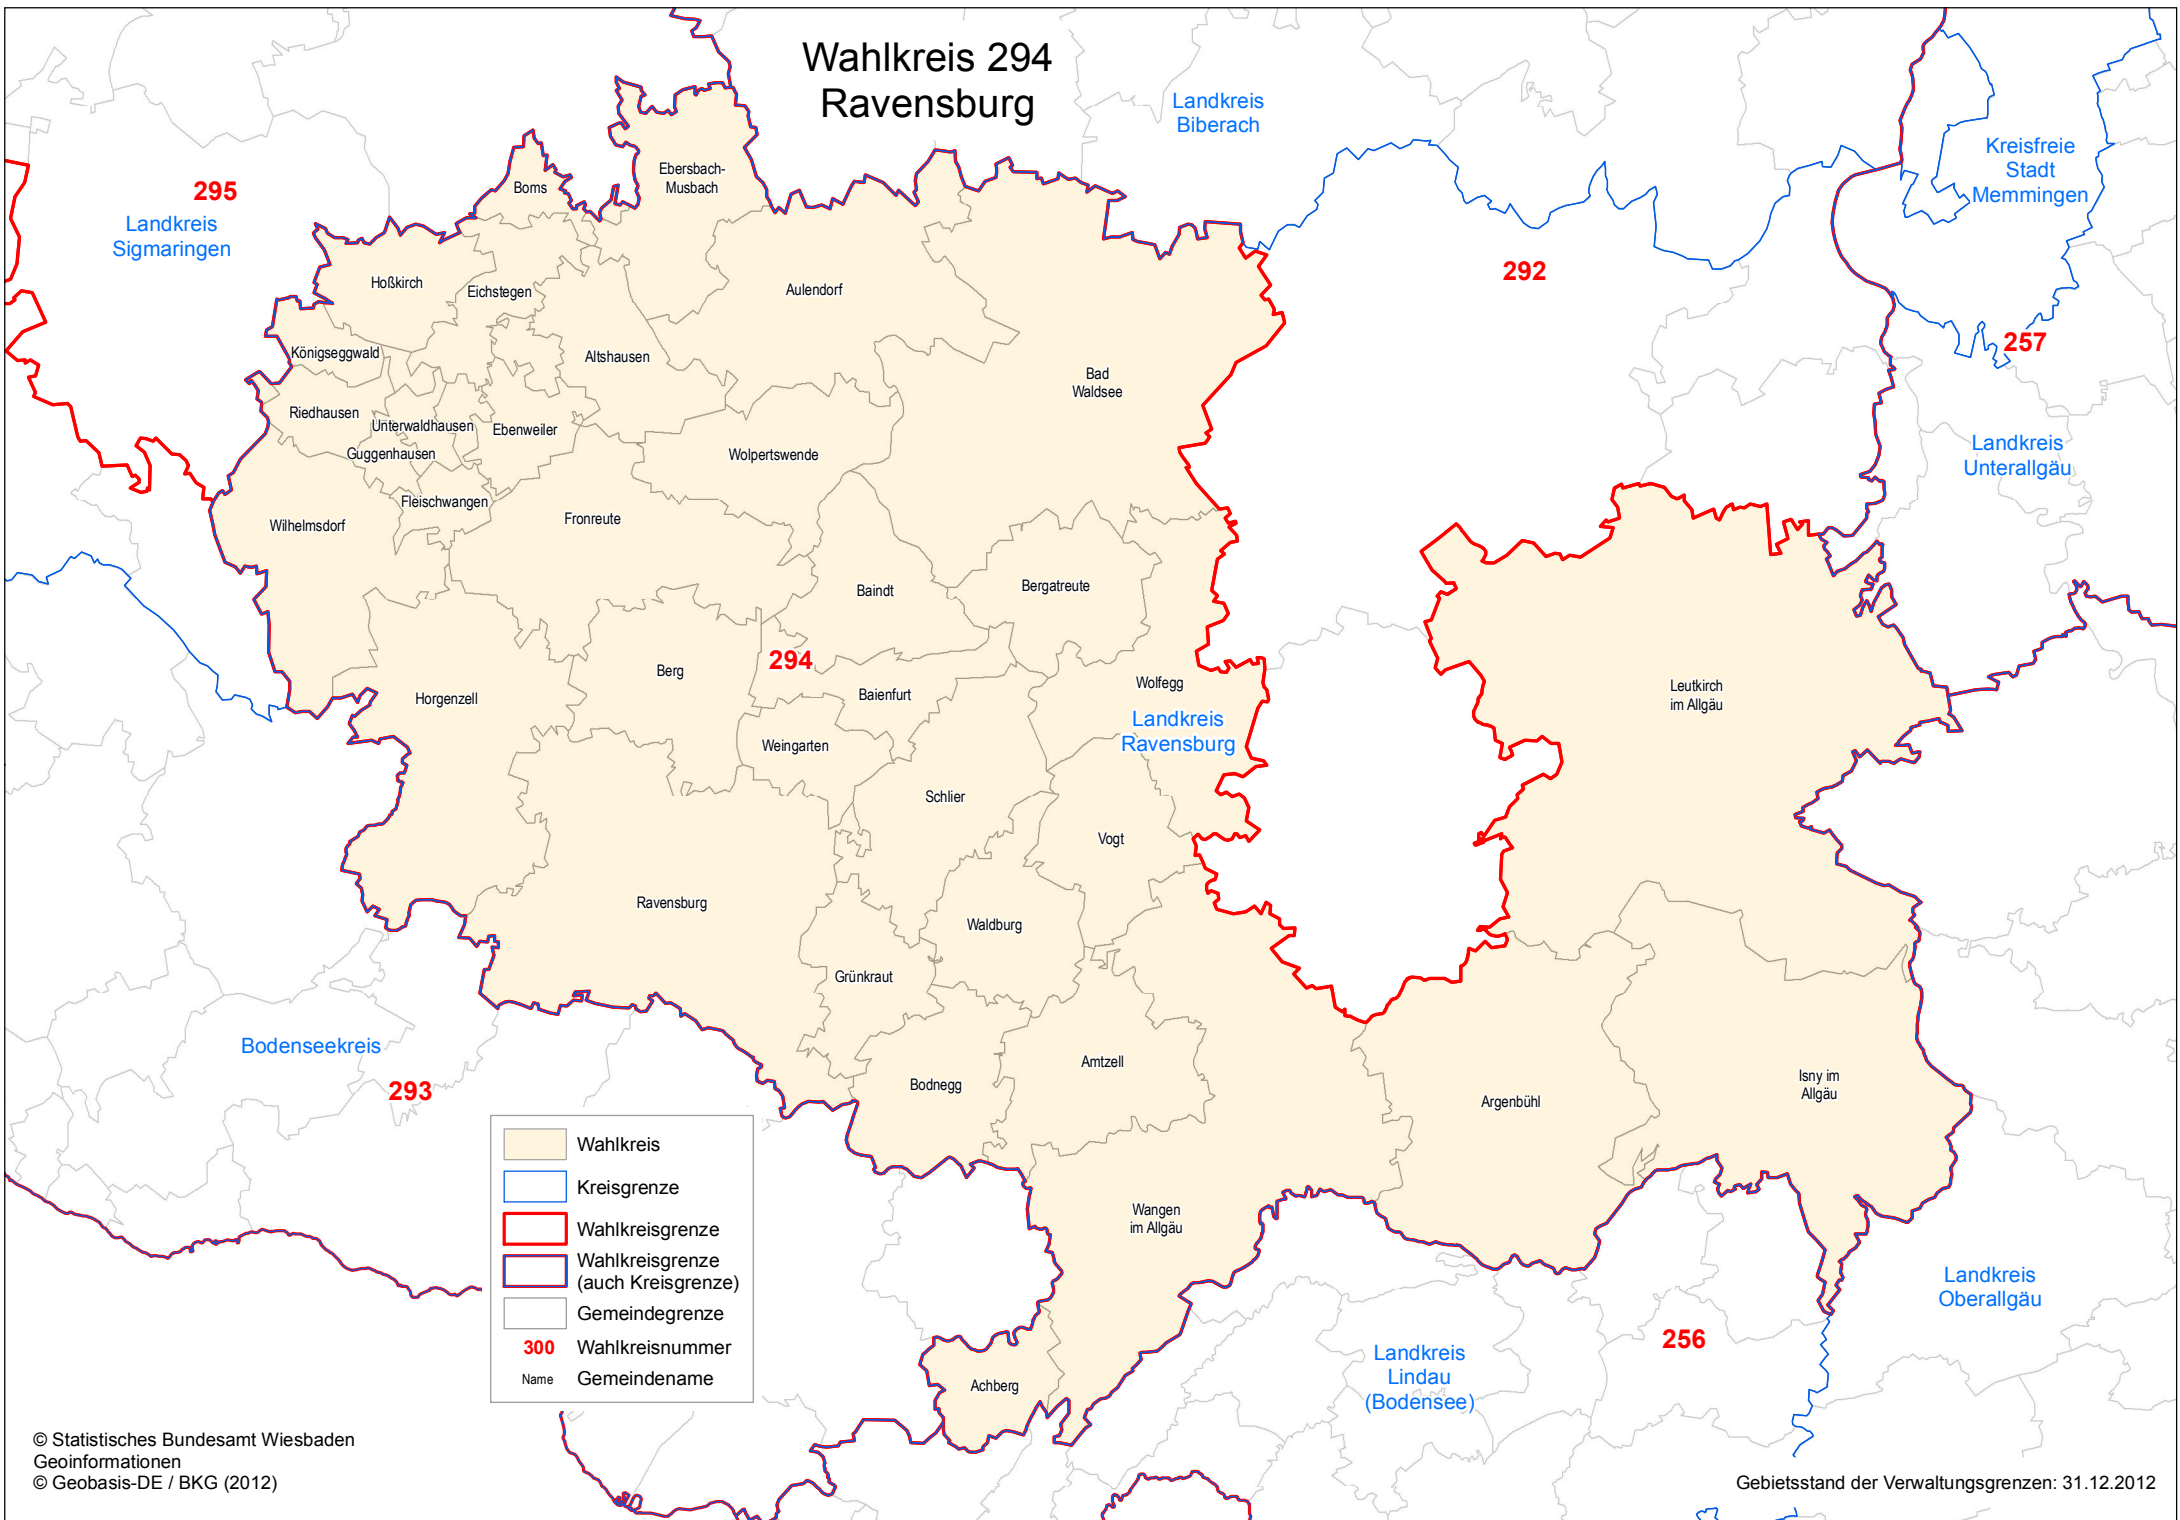 Wahlkreis 294
Ravensburg
Landkreis
Biberach
Kreisfreie
Stadt
Memmingen
295
Landkreis
Sigmaringen
Boms
Ebersbach-
Musbach
292
257
Hoßkirch
Eichstegen
Aulendorf
Königseggwald
Altshausen
Bad
Waldsee
Riedhausen
Unterwaldhausen
Ebenweiler
Guggenhausen
Wolpertswende
Landkreis
Unterallgäu
Fleischwangen
Wilhelmsdorf
Fronreute
Baindt
Bergatreute
294
Berg
Horgenzell
Baienfurt
Wolfegg
Landkreis
Ravensburg
Leutkirch
im Allgäu
Weingarten
Schlier
Vogt
Ravensburg
Waldburg
Grünkraut
Bodenseekreis
293
Bodnegg
Amtzell
Argenbühl
Isny im
Allgäu
Wangen
im Allgäu
Achberg
Landkreis
Oberallgäu
256
Landkreis
Lindau
(Bodensee)
Wahlkreis
Kreisgrenze
Wahlkreisgrenze
Wahlkreisgrenze
(auch Kreisgrenze)
Gemeindegrenze
300 Wahlkreisnummer
Name Gemeindename
© Statistisches Bundesamt Wiesbaden
Geoinformationen
© Geobasis-DE / BKG (2012)
Gebietsstand der Verwaltungsgrenzen: 31.12.2012